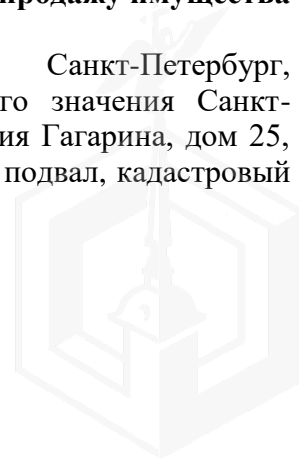 продажу имущества
Санкт-Петербург,
го значения Санкт-
ия Гагарина, дом 25,
подвал, кадастровый